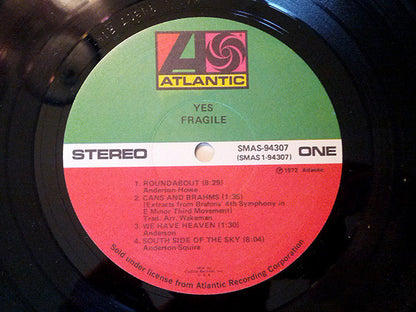 ATLANTIC
YES
FRAGILE
STEREO
SMAS-94307
(SMAS 1-94307)
ONE
℗ 1972 Atlantic
1. ROUNDABOUT (8:29)
Anderson-Howe
2. CANS AND BRAHMS (1:35)
(Extracts from Brahms' 4th Symphony in
E Minor Third Movement)
Trad. Arr. Wakeman
3. WE HAVE HEAVEN (1:30)
Anderson
4. SOUTH SIDE OF THE SKY (8:04)
Anderson-Squire
Sold under license from Atlantic Recording Corporation